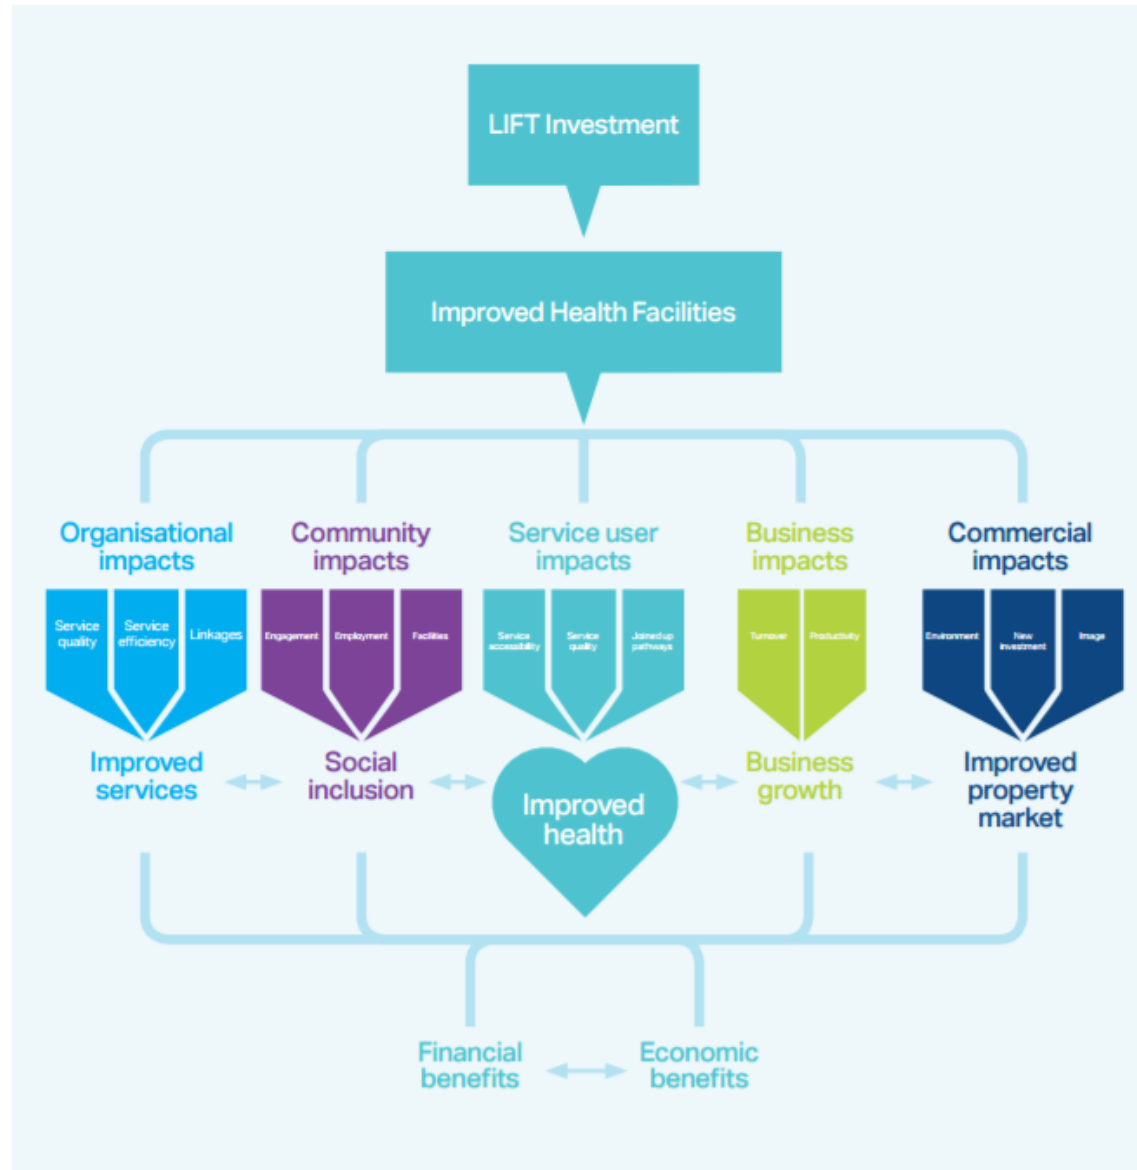 LIFT Investment
Improved Health Facilities
Organisational
impacts
Community
impacts
Service user
impacts
Business
impacts
Commercial
impacts
Service
quality
Service
efficiency
Linkages
Engagement
Employment
Facilities
Service
accessibility
Service
quality
Joined up
pathways
Turnover
Productivity
Environment
New
investment
Image
Improved
services
Social
inclusion
Improved
health
Business
growth
Improved
property
market
Financial
benefits
Economic
benefits